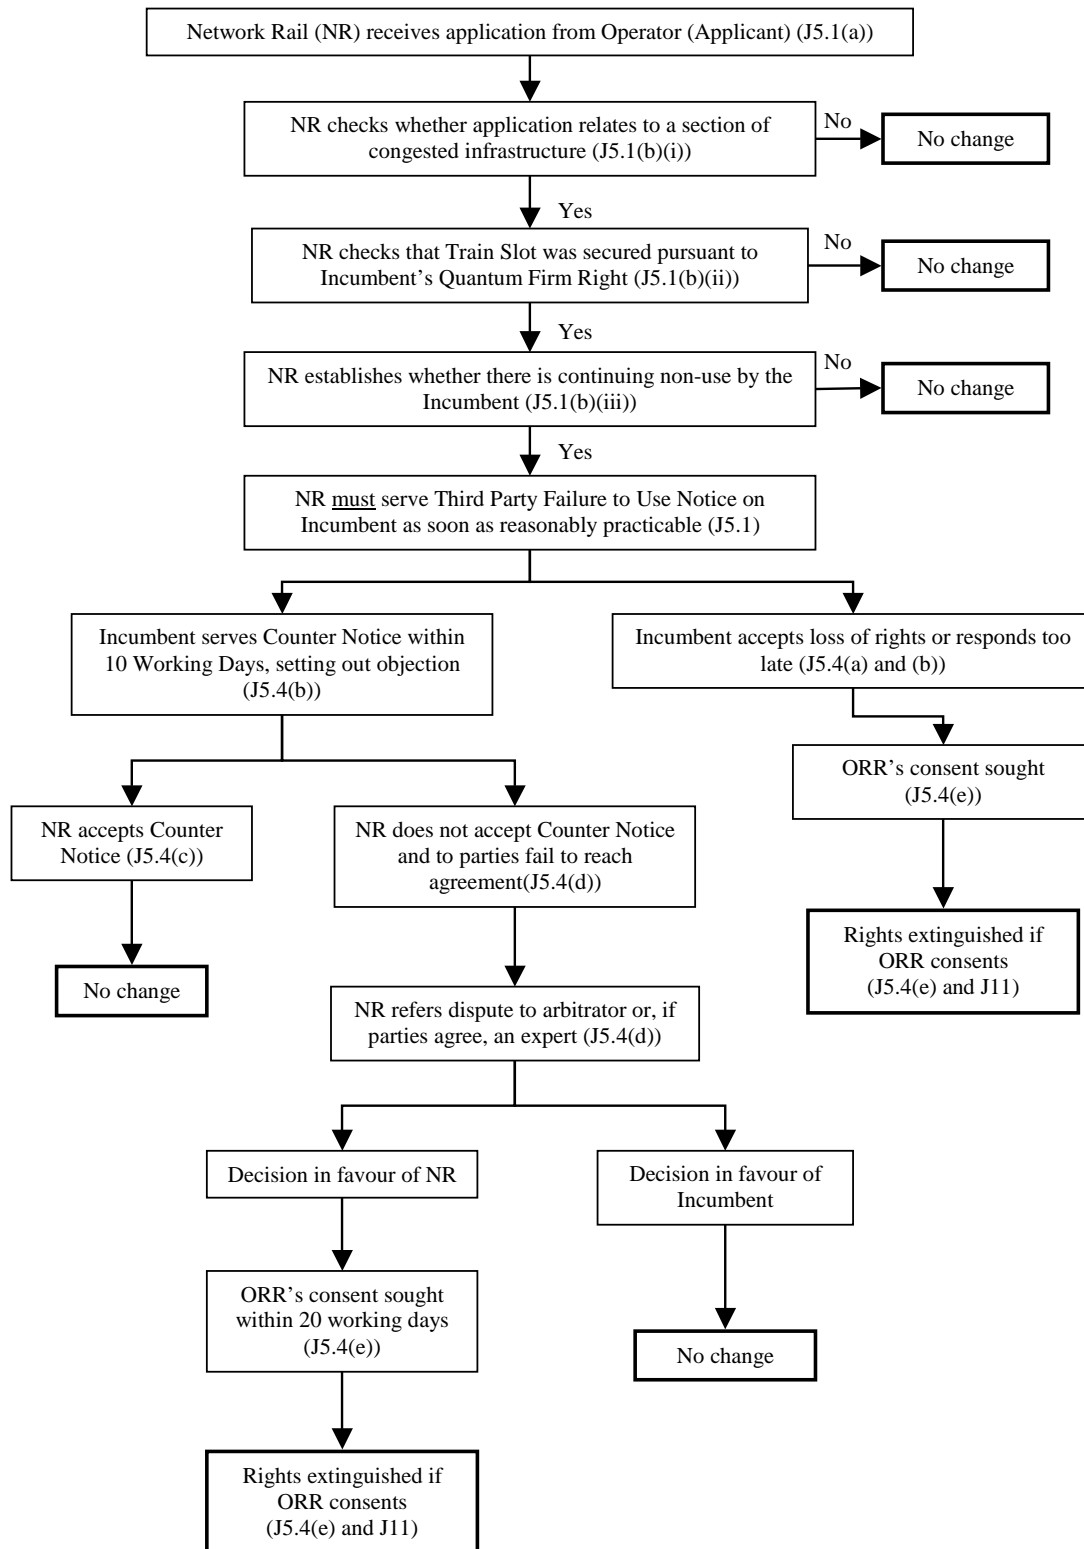 Network Rail (NR) receives application from Operator (Applicant) (J5.1(a))
NR checks whether application relates to a section of
congested infrastructure (J5.1(b)(i))
No
No change
Yes
NR checks that Train Slot was secured pursuant to
Incumbent’s Quantum Firm Right (J5.1(b)(ii))
No
No change
Yes
NR establishes whether there is continuing non-use by the
Incumbent (J5.1(b)(iii))
No
No change
Yes
NR must serve Third Party Failure to Use Notice on
Incumbent as soon as reasonably practicable (J5.1)
Incumbent serves Counter Notice within
10 Working Days, setting out objection
(J5.4(b))
Incumbent accepts loss of rights or responds too
late (J5.4(a) and (b))
ORR’s consent sought
(J5.4(e))
NR accepts Counter
Notice (J5.4(c))
NR does not accept Counter Notice
and to parties fail to reach
agreement(J5.4(d))
Rights extinguished if
ORR consents
(J5.4(e) and J11)
No change
NR refers dispute to arbitrator or, if
parties agree, an expert (J5.4(d))
Decision in favour of NR
Decision in favour of
Incumbent
ORR’s consent sought
within 20 working days
(J5.4(e))
No change
Rights extinguished if
ORR consents
(J5.4(e) and J11)